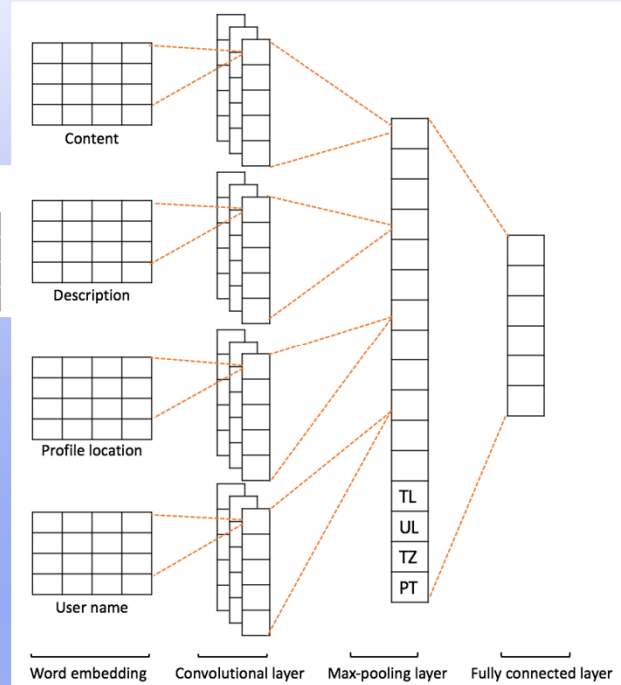 Content
Description
Profile location
User name
TL
UL
TZ
PT
Word embedding
Convolutional layer
Max-pooling layer
Fully connected layer